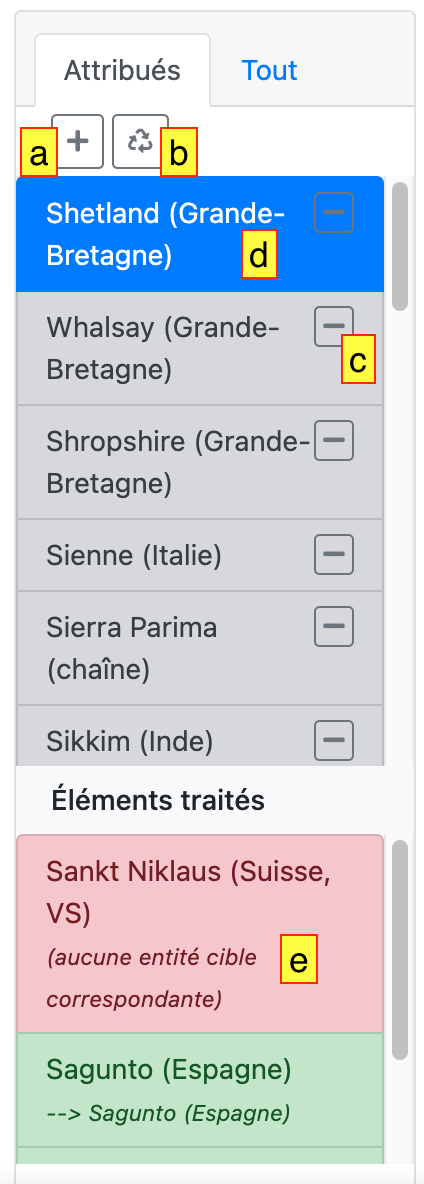 Attribués Tout
a + b
Shetland (Grande-
Bretagne)
d
Whalsay (Grande-
Bretagne)
c
Shropshire (Grande-
Bretagne)
Sienne (Italie)
Sierra Parima
(chaîne)
Sikkim (Inde)
Éléments traités
Sankt Niklaus (Suisse,
VS)
(aucune entité cible
correspondante)
e
Sagunto (Espagne)
--> Sagunto (Espagne)